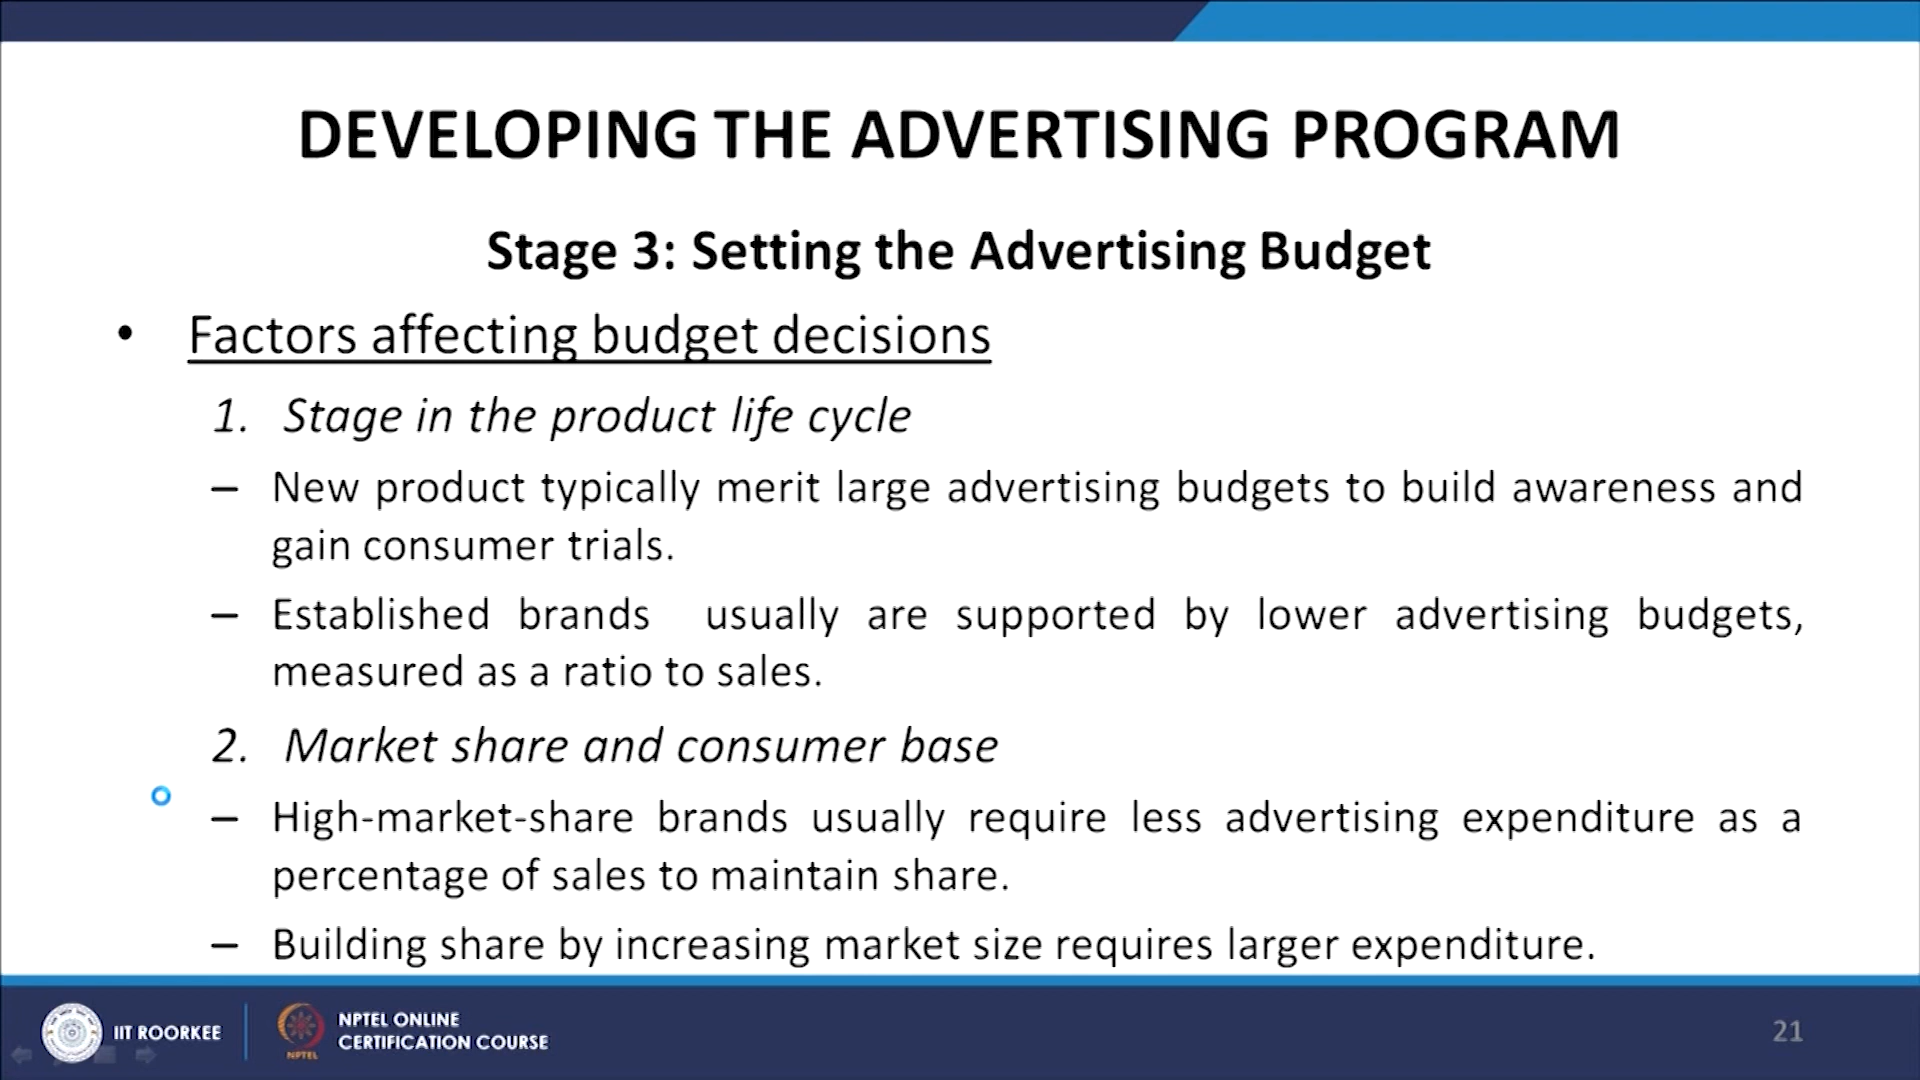 DEVELOPING THE ADVERTISING PROGRAM
Stage 3: Setting the Advertising Budget
• Factors affecting budget decisions
1. Stage in the product life cycle
– New product typically merit large advertising budgets to build awareness and
gain consumer trials.
– Established brands usually are supported by lower advertising budgets,
measured as a ratio to sales.
2. Market share and consumer base
– High-market-share brands usually require less advertising expenditure as a
percentage of sales to maintain share.
– Building share by increasing market size requires larger expenditure.
IIT ROORKEE
NPTEL
NPTEL ONLINE
CERTIFICATION COURSE
21